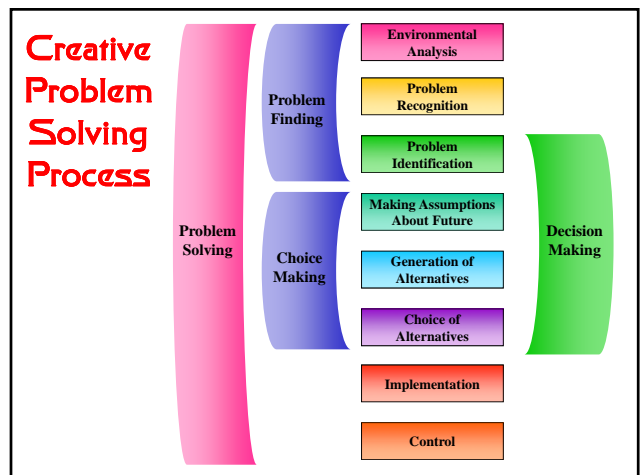 Creative
Problem
Solving
Process
Problem
Solving
Problem
Finding
Choice
Making
Environmental
Analysis
Problem
Recognition
Problem
Identification
Making Assumptions
About Future
Generation of
Alternatives
Choice of
Alternatives
Implementation
Control
Decision
Making